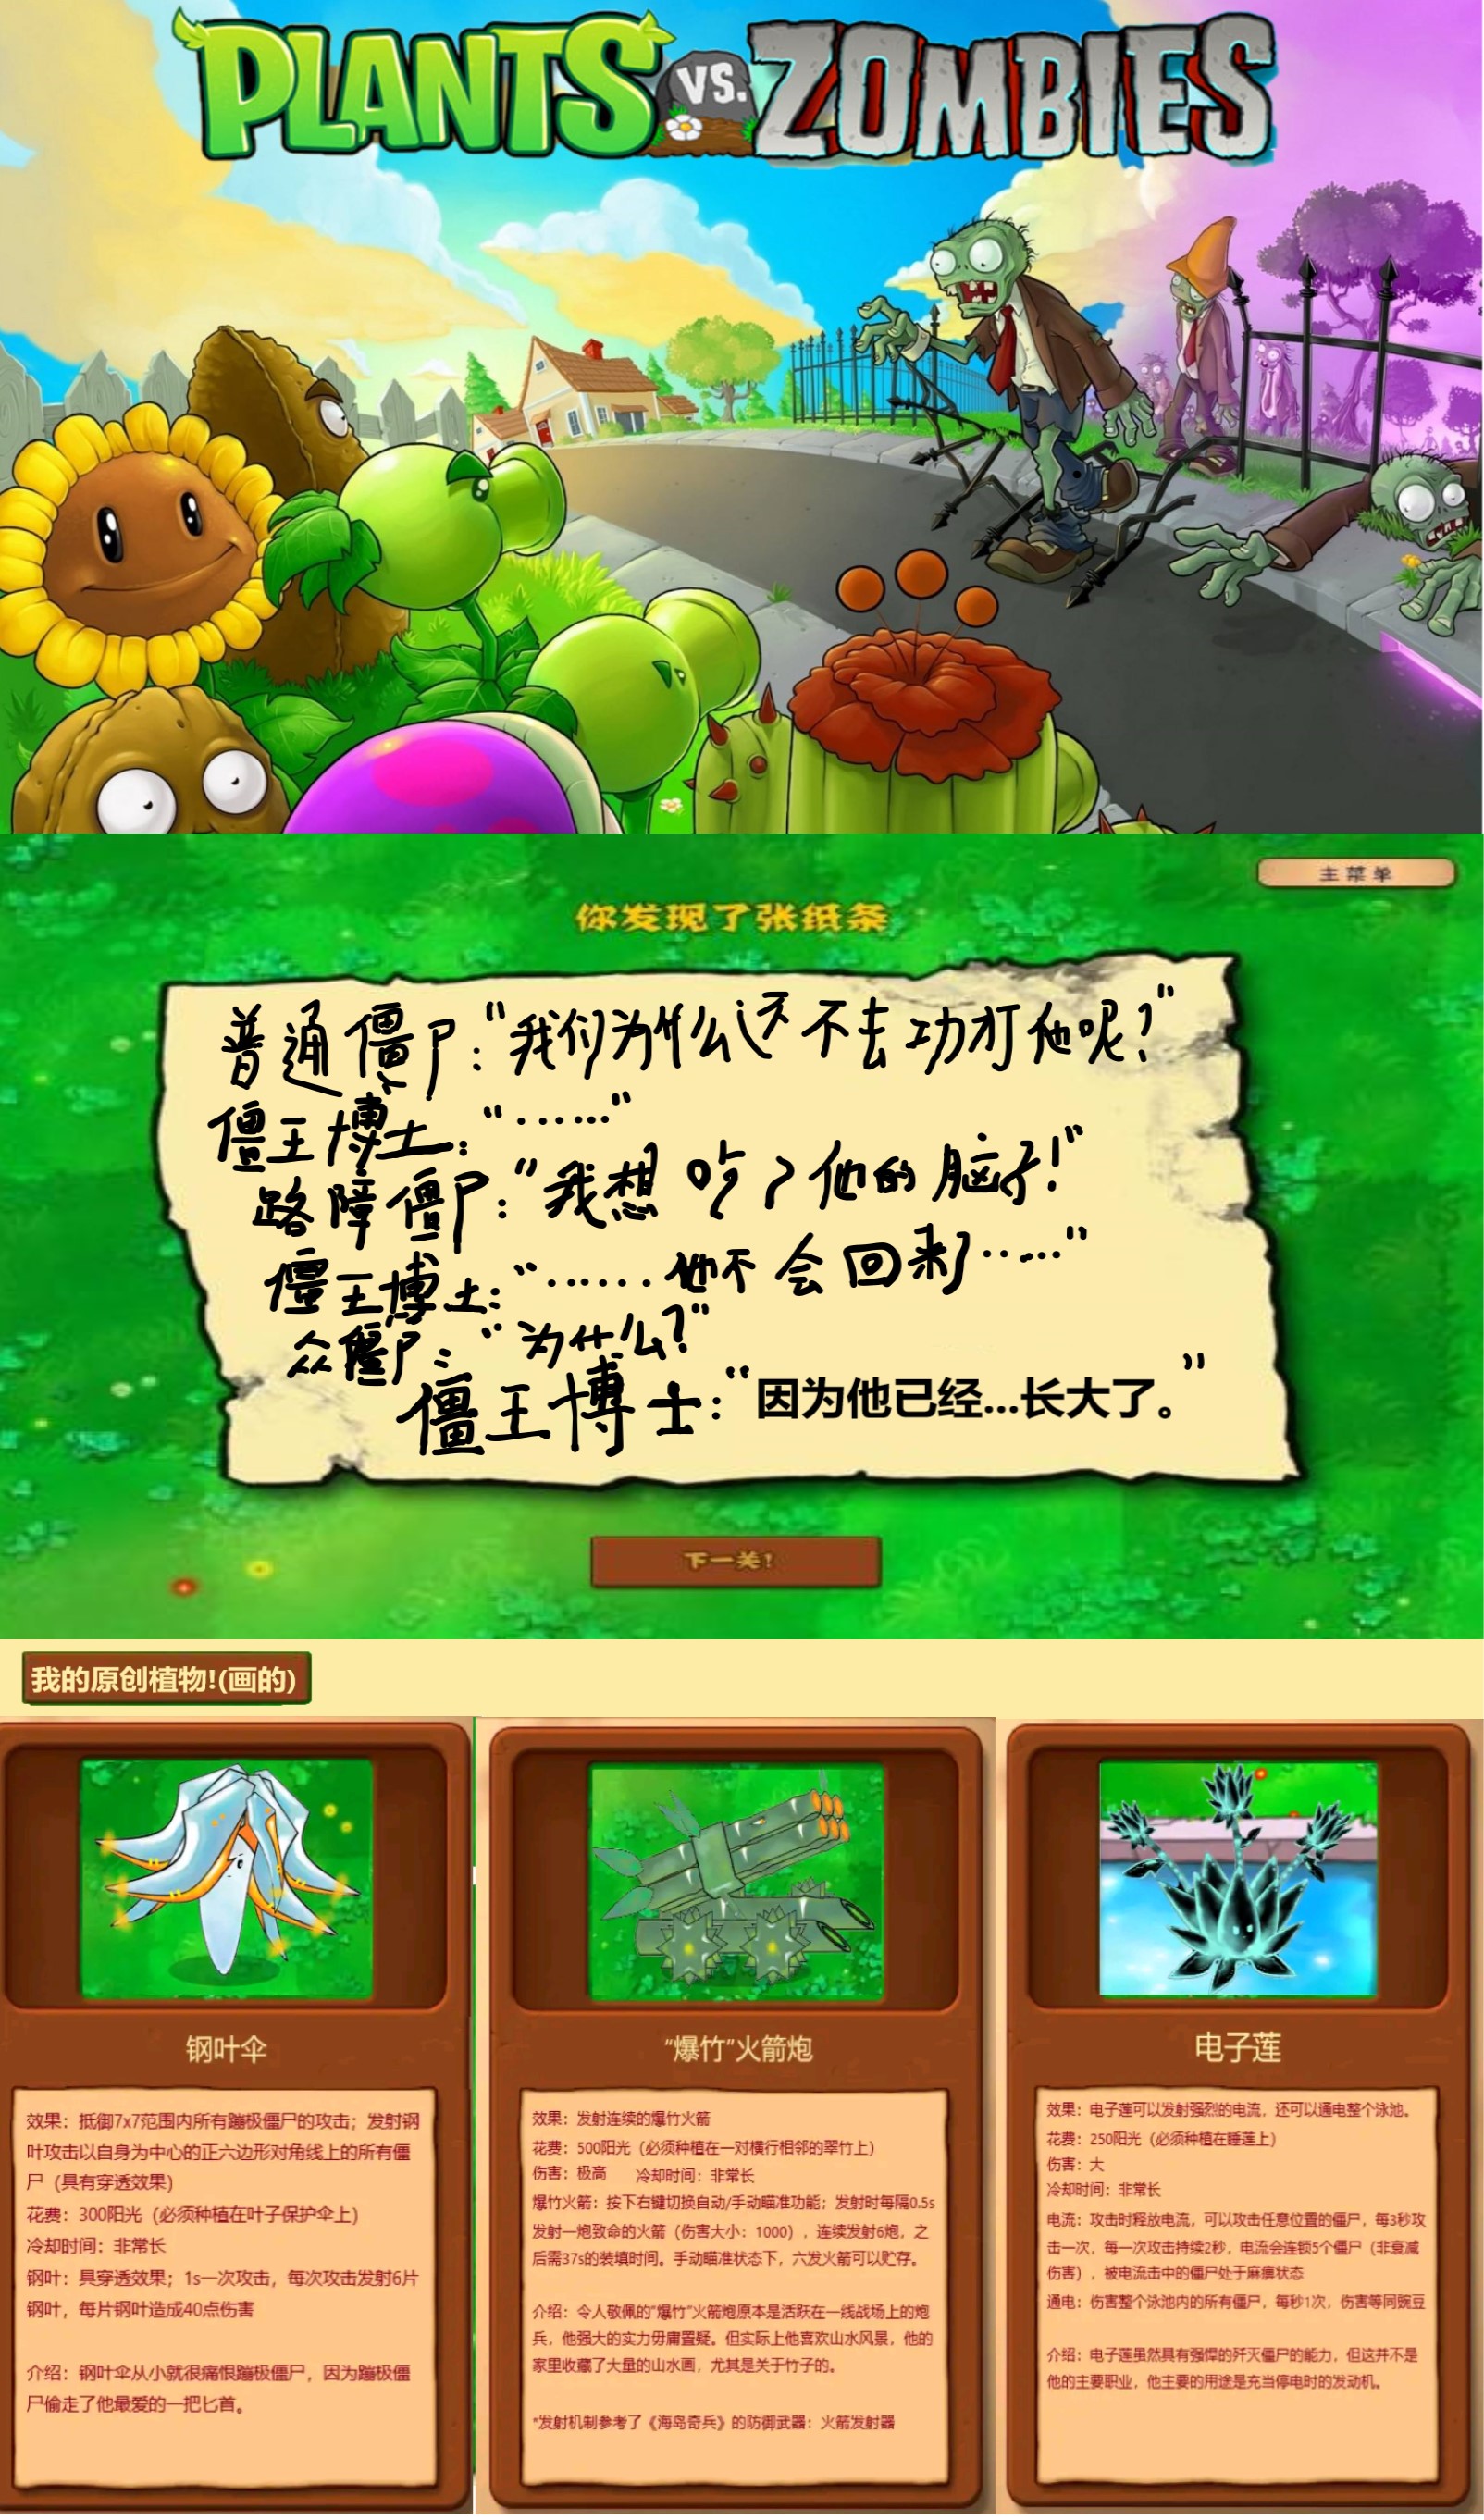 PLANTS VS. ZOMBIES
主菜单
你发现了张纸条
普通僵尸:“我们为什么还不去功打他呢?”
僵王博士:“......”
路障僵尸:“我想吃了他的脑子!”
僵王博士:“......他不会回来了......”
众僵尸:“为什么?”
僵王博士:“因为他已经...长大了。”
下一关!
我的原创植物!(画的)
钢叶伞
效果：抵御7x7范围内所有蹦极僵尸的攻击；发射钢
叶攻击以自身为中心的正六边形对角线上的所有僵
尸（具有穿透效果）
花费：300阳光（必须种植在叶子保护伞上）
冷却时间：非常长
钢叶：具穿透效果；1s一次攻击，每次攻击发射6片
钢叶，每片钢叶造成40点伤害
介绍：钢叶伞从小就很痛恨蹦极僵尸，因为蹦极僵
尸偷走了他最爱的一把匕首。
“爆竹”火箭炮
效果：发射连续的爆竹火箭
花费：500阳光（必须种植在一对横行相邻的翠竹上）
伤害：极高 冷却时间：非常长
爆竹火箭：按下右键切换自动/手动瞄准功能；发射时每隔0.5s
发射一炮致命的火箭（伤害大小：1000），连续发射6炮，之
后需37s的装填时间。手动瞄准状态下，六发火箭可以贮存。
介绍：令人敬佩的“爆竹”火箭炮原本是活跃在一线战场上的炮
兵，他强大的实力毋庸置疑。但实际上他喜欢山水风景，他的
家里收藏了大量的山水画，尤其是关于竹子的。
*发射机制参考了《海岛奇兵》的防御武器：火箭发射器
电子莲
效果：电子莲可以发射强烈的电流，还可以通电整个泳池。
花费：250阳光（必须种植在睡莲上）
伤害：大
冷却时间：非常长
电流：攻击时释放电流，可以攻击任意位置的僵尸，每3秒攻
击一次，每一次攻击持续2秒，电流会连锁5个僵尸（非衰减
伤害），被电流击中的僵尸处于麻痹状态
通电：伤害整个泳池内的所有僵尸，每秒1次，伤害等同豌豆
介绍：电子莲虽然具有强悍的歼灭僵尸的能力，但这并不是
他的主要职业，他主要的用途是充当停电时的发动机。